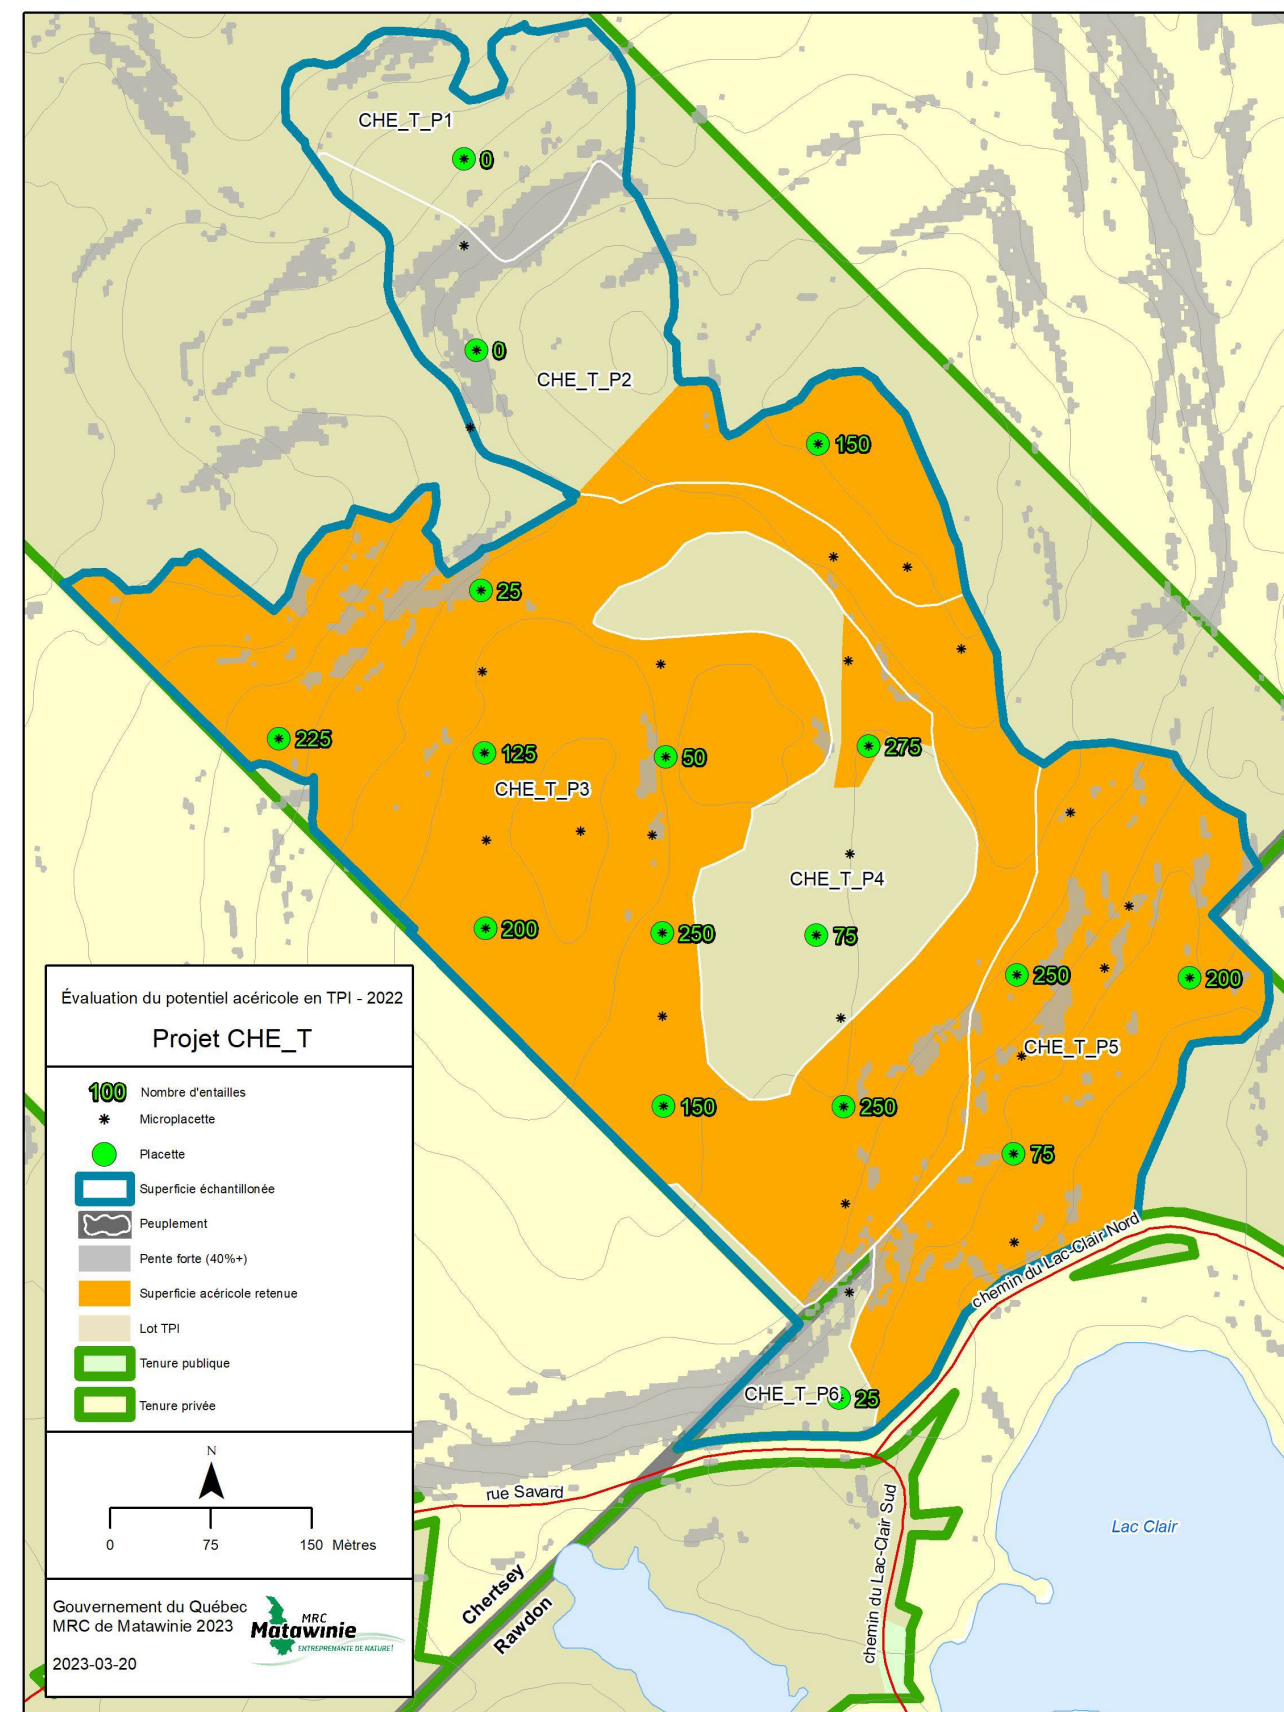 CHE_T_P1
0
0
CHE_T_P2
150
25
225
125
50
275
CHE_T_P3
CHE_T_P4
200
250
75
250
200
CHE_T_P5
150
250
75
chemin du Lac-Clair Nord
CHE_T_P6
25
rue Savard
chemin du Lac-Clair Sud
Lac Clair
Chertsey
Rawdon
Évaluation du potentiel acéricole en TPI - 2022
Projet CHE_T
100 Nombre d'entailles
Microplacette
Placette
Superficie échantillonée
Peuplement
Pente forte (40%+)
Superficie acéricole retenue
Lot TPI
Tenure publique
Tenure privée
N
0 75 150 Mètres
Gouvernement du Québec
MRC de Matawinie 2023
2023-03-20
MRC
Matawinie
ENTREPRENANTE DE NATURE!